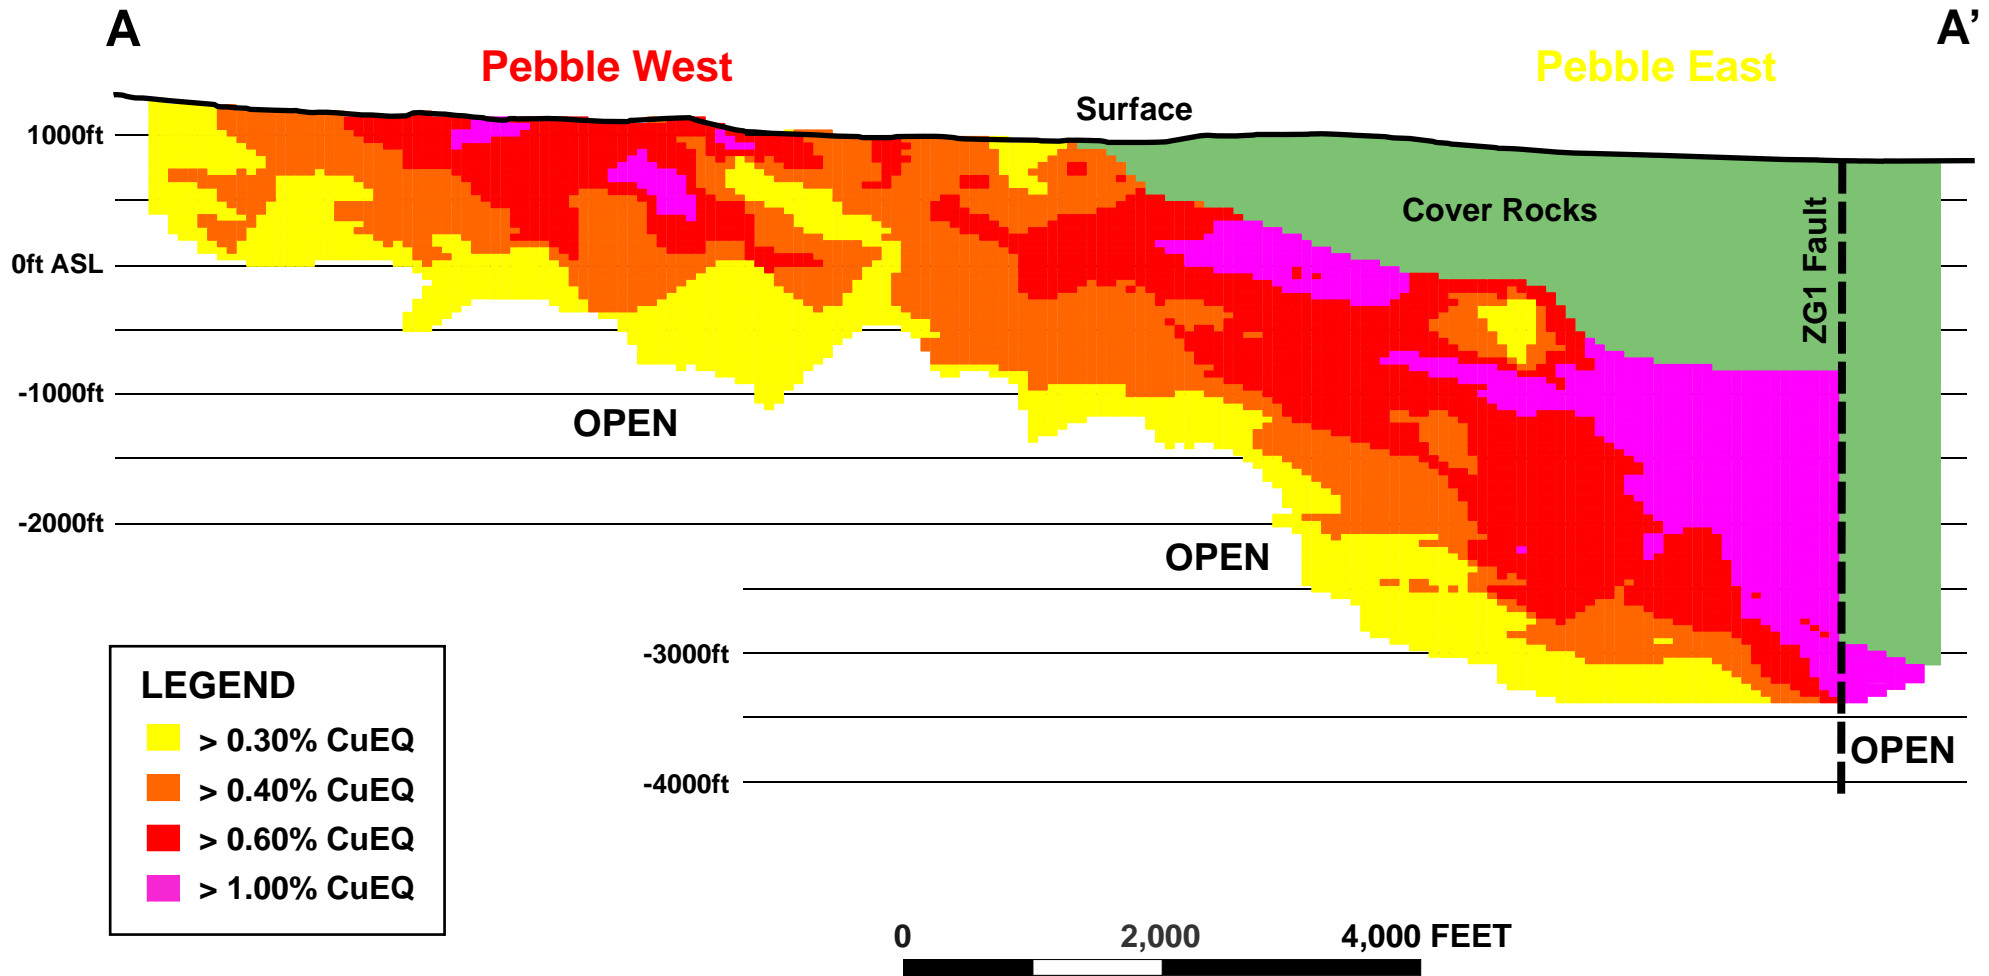 A
A’
Pebble West
Pebble East
Surface
1000ft
Cover Rocks
0ft ASL
ZG1 Fault
-1000ft
OPEN
-2000ft
OPEN
-3000ft
LEGEND
> 0.30% CuEQ
> 0.40% CuEQ
> 0.60% CuEQ
> 1.00% CuEQ
OPEN
-4000ft
0 2,000 4,000 FEET